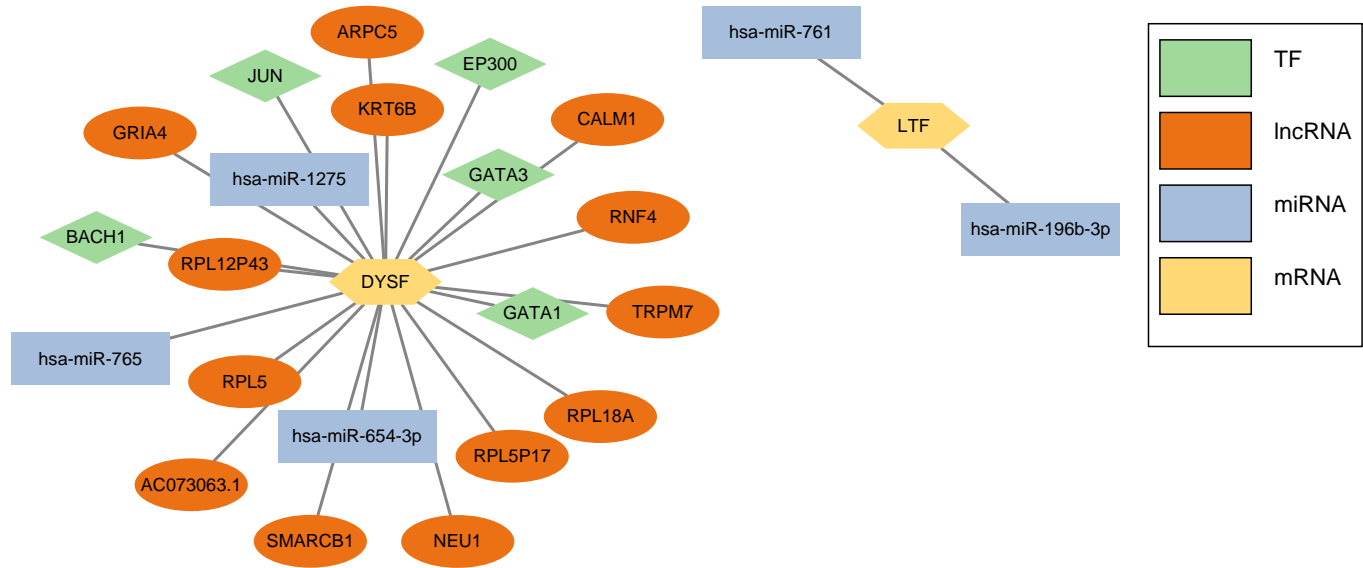 ARPC5
hsa-miR-761
TF
JUN
EP300
KRT6B
CALM1
LTF
GRIA4
lncRNA
hsa-miR-1275
GATA3
miRNA
RNF4
BACH1
hsa-miR-196b-3p
RPL12P43
DYSF
mRNA
GATA1
TRPM7
hsa-miR-765
RPL5
RPL18A
hsa-miR-654-3p
RPL5P17
AC073063.1
SMARCB1
NEU1